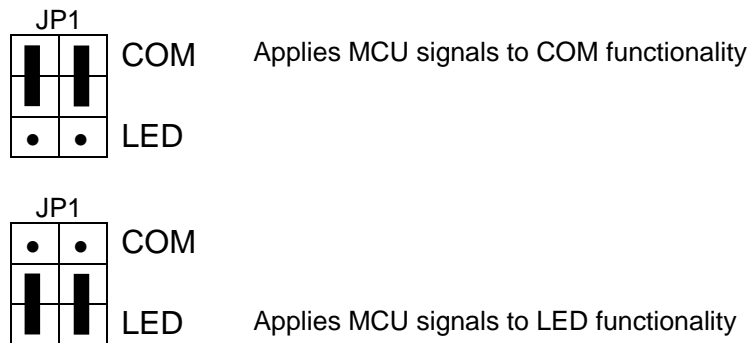 JP1
COM Applies MCU signals to COM functionality
LED
JP1
COM
LED Applies MCU signals to LED functionality